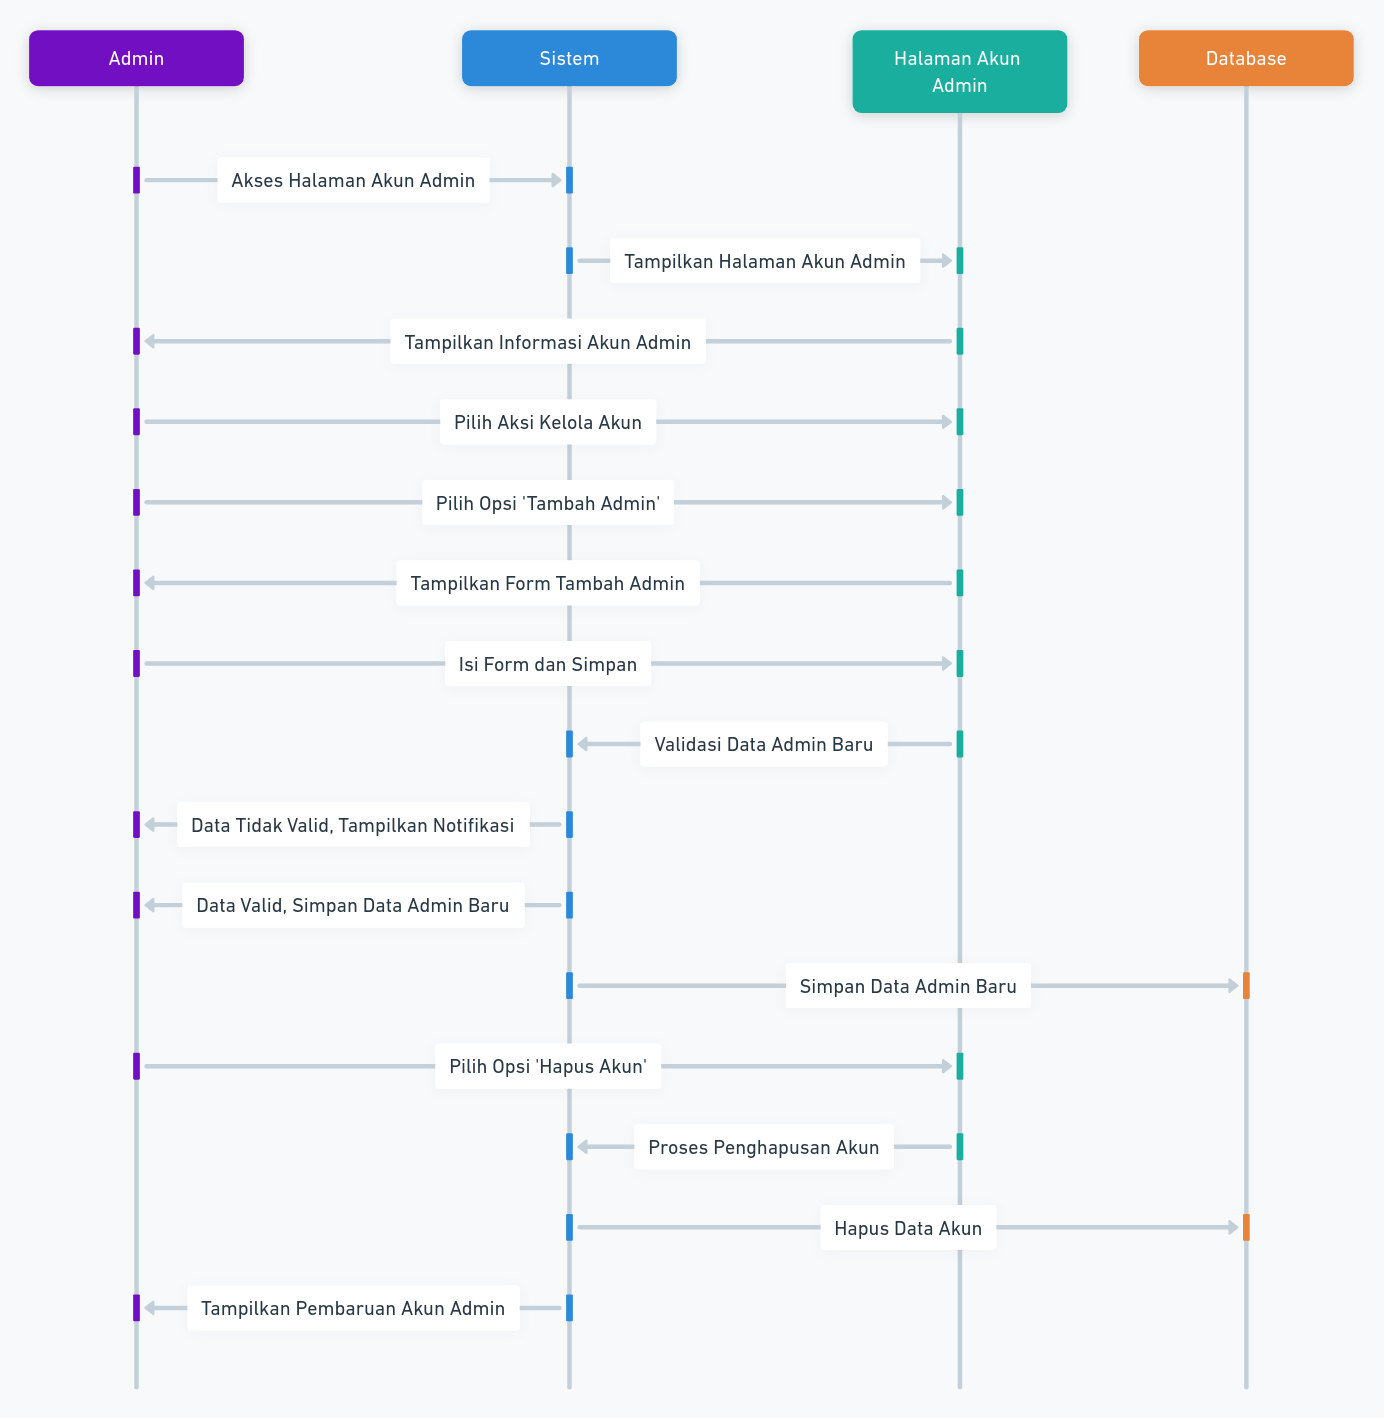 Admin
Sistem
Halaman Akun
Admin
Database
Akses Halaman Akun Admin
Tampilkan Halaman Akun Admin
Tampilkan Informasi Akun Admin
Pilih Aksi Kelola Akun
Pilih Opsi 'Tambah Admin'
Tampilkan Form Tambah Admin
Isi Form dan Simpan
Validasi Data Admin Baru
Data Tidak Valid, Tampilkan Notifikasi
Data Valid, Simpan Data Admin Baru
Simpan Data Admin Baru
Pilih Opsi 'Hapus Akun'
Proses Penghapusan Akun
Hapus Data Akun
Tampilkan Pembaruan Akun Admin